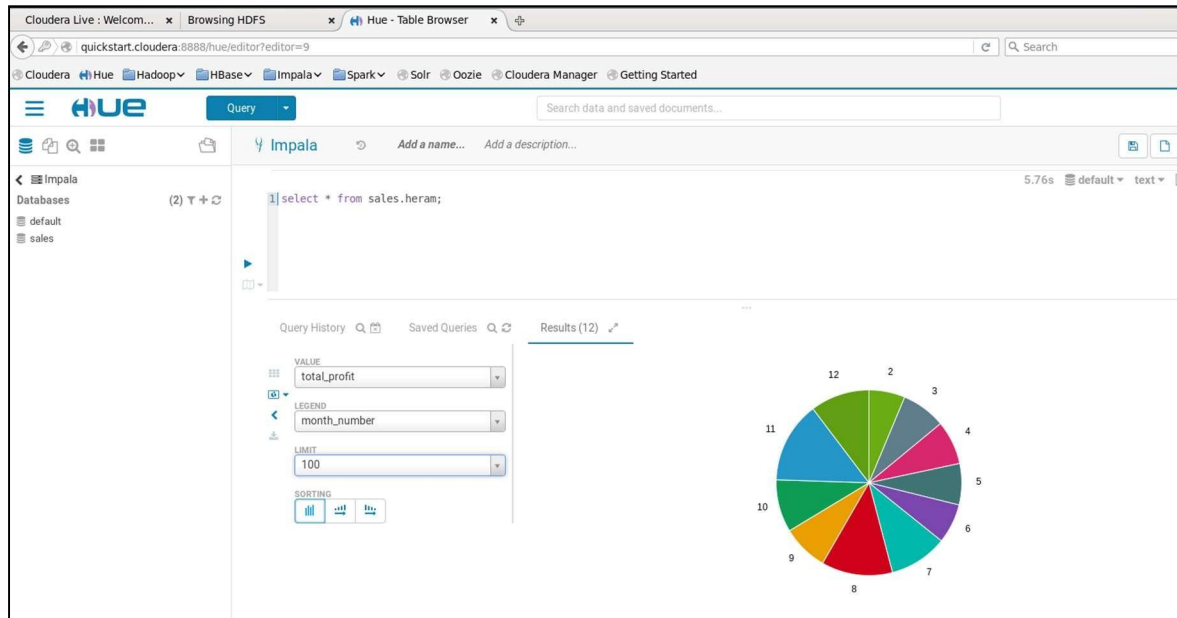 Cloudera Live : Welcom... × Browsing HDFS × Hue - Table Browser ×
quickstart.cloudera:8888/hue/editor?editor=9 Search
Cloudera Hue Hadoop HBase Impala Spark Solr Oozie Cloudera Manager Getting Started
HUE Query Search data and saved documents...
Impala Add a name... Add a description...
Impala
Databases (2)
default
sales
5.76s default text
1 select * from sales.heram;
Query History Saved Queries Results (12)
VALUE
total_profit
LEGEND
month_number
LIMIT
100
SORTING
12 2
3
11 4
5
10 6
9 7
8